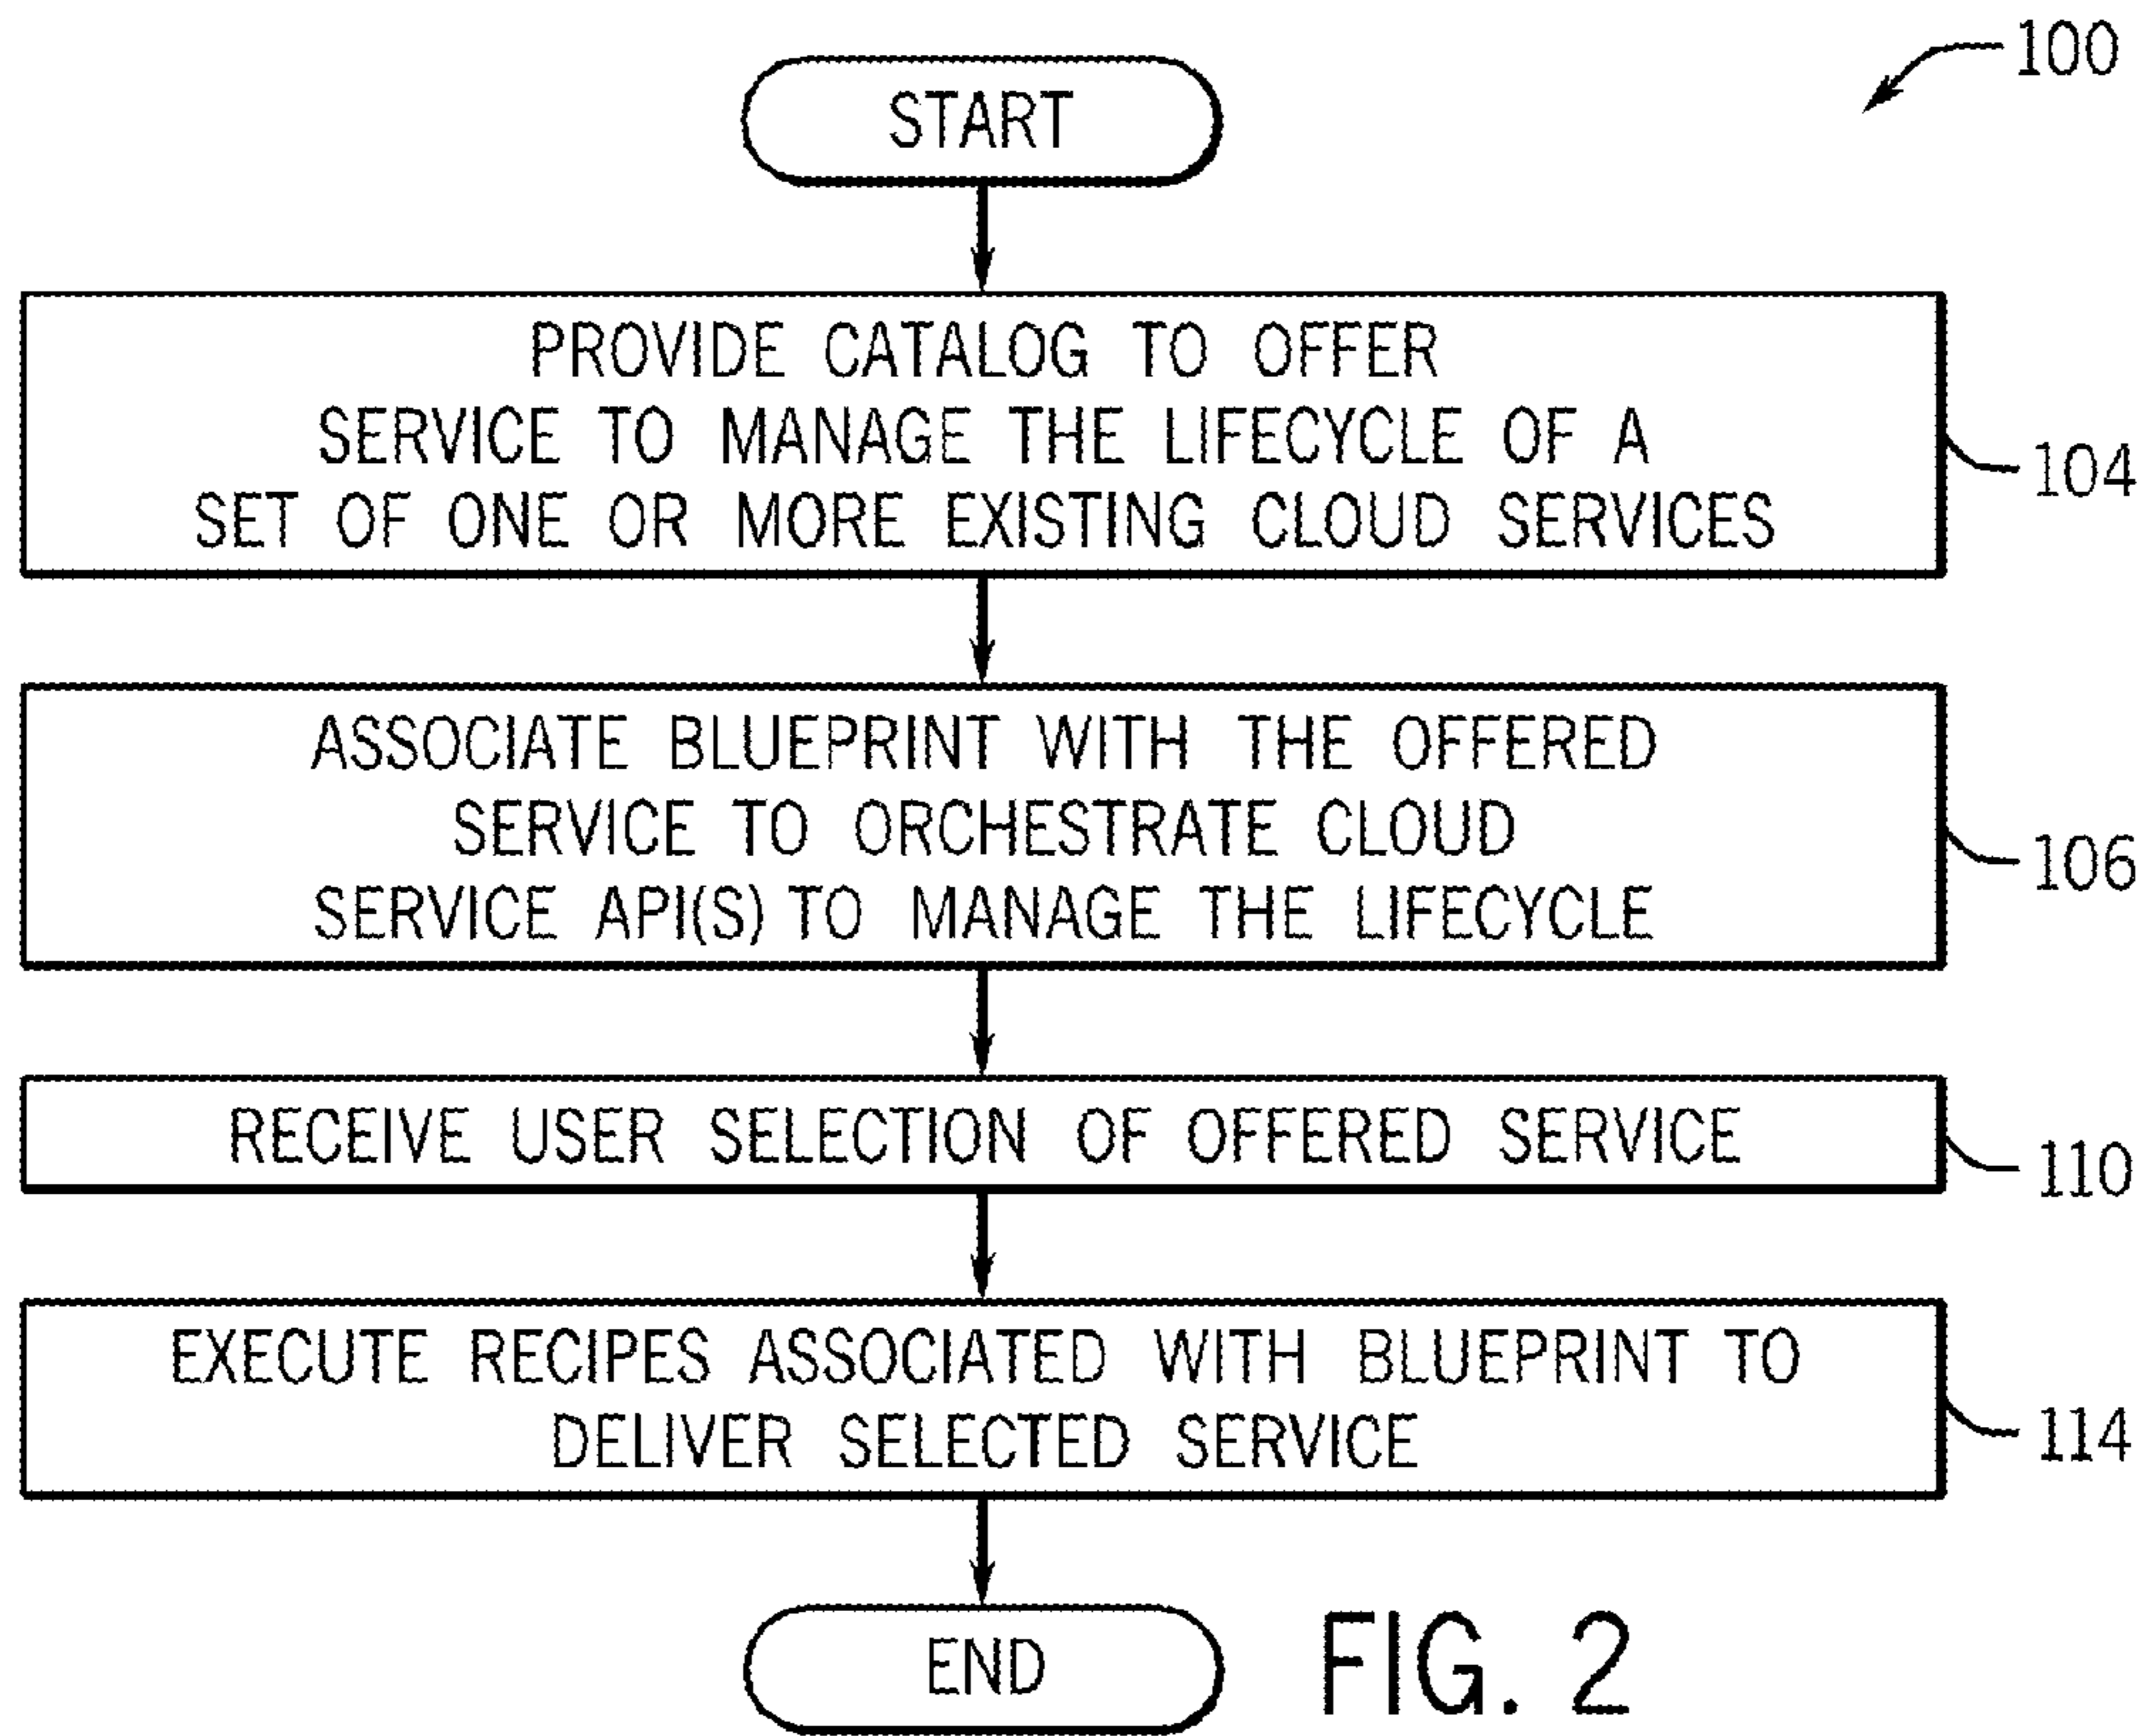 100
START
PROVIDE CATALOG TO OFFER
SERVICE TO MANAGE THE LIFECYCLE OF A
SET OF ONE OR MORE EXISTING CLOUD SERVICES
104
ASSOCIATE BLUEPRINT WITH THE OFFERED
SERVICE TO ORCHESTRATE CLOUD
SERVICE API(S) TO MANAGE THE LIFECYCLE
106
RECEIVE USER SELECTION OF OFFERED SERVICE
110
EXECUTE RECIPES ASSOCIATED WITH BLUEPRINT TO
DELIVER SELECTED SERVICE
114
END
FIG. 2